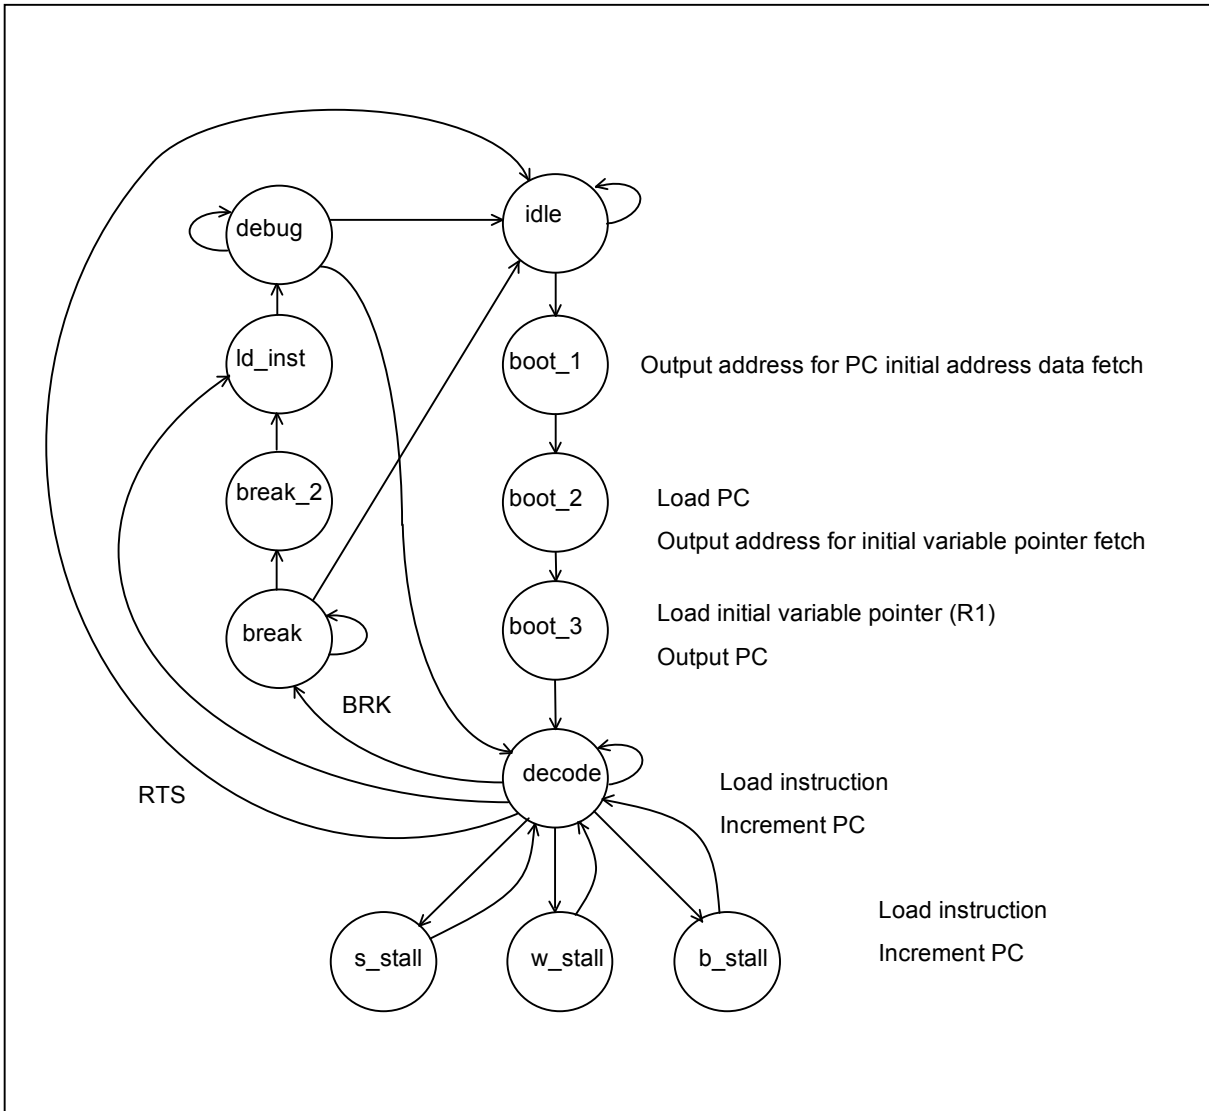 idle
debug
ld_inst
boot_1
Output address for PC initial address data fetch
break_2
boot_2
Load PC
Output address for initial variable pointer fetch
break
boot_3
Load initial variable pointer (R1)
Output PC
BRK
decode
Load instruction
Increment PC
RTS
s_stall
w_stall
b_stall
Load instruction
Increment PC